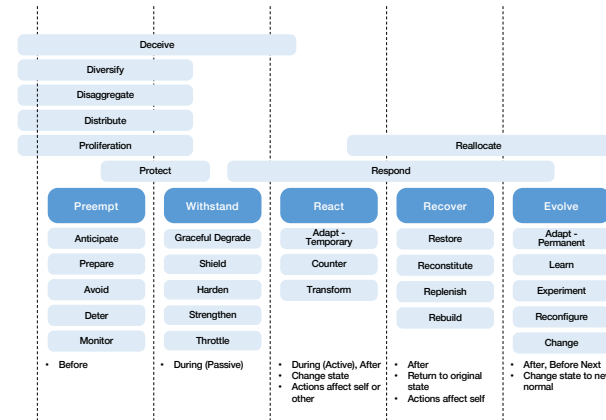 Deceive
Diversify
Disaggregate
Distribute
Proliferation
Reallocate
Protect
Respond
Preempt
Withstand
React
Recover
Evolve
Anticipate
Prepare
Avoid
Deter
Monitor
Graceful Degrade
Shield
Harden
Strengthen
Throttle
Adapt -
Temporary
Counter
Transform
Restore
Reconstitute
Replenish
Rebuild
Adapt -
Permanent
Learn
Experiment
Reconfigure
Change
• Before
• During (Passive)
• During (Active), After
• Change state
• Actions affect self or
other
• After
• Return to original
state
• Actions affect self
• After, Before Next
• Change state to new
normal